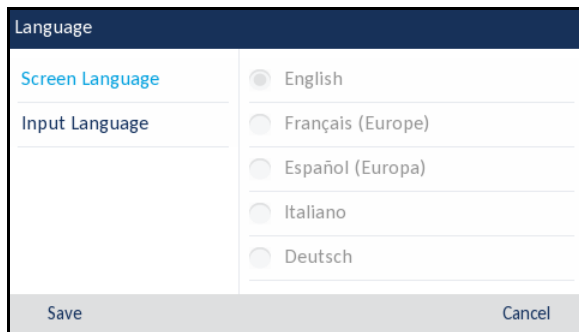 Language
Screen Language
Input Language
English
Français (Europe)
Español (Europa)
Italiano
Deutsch
Save
Cancel